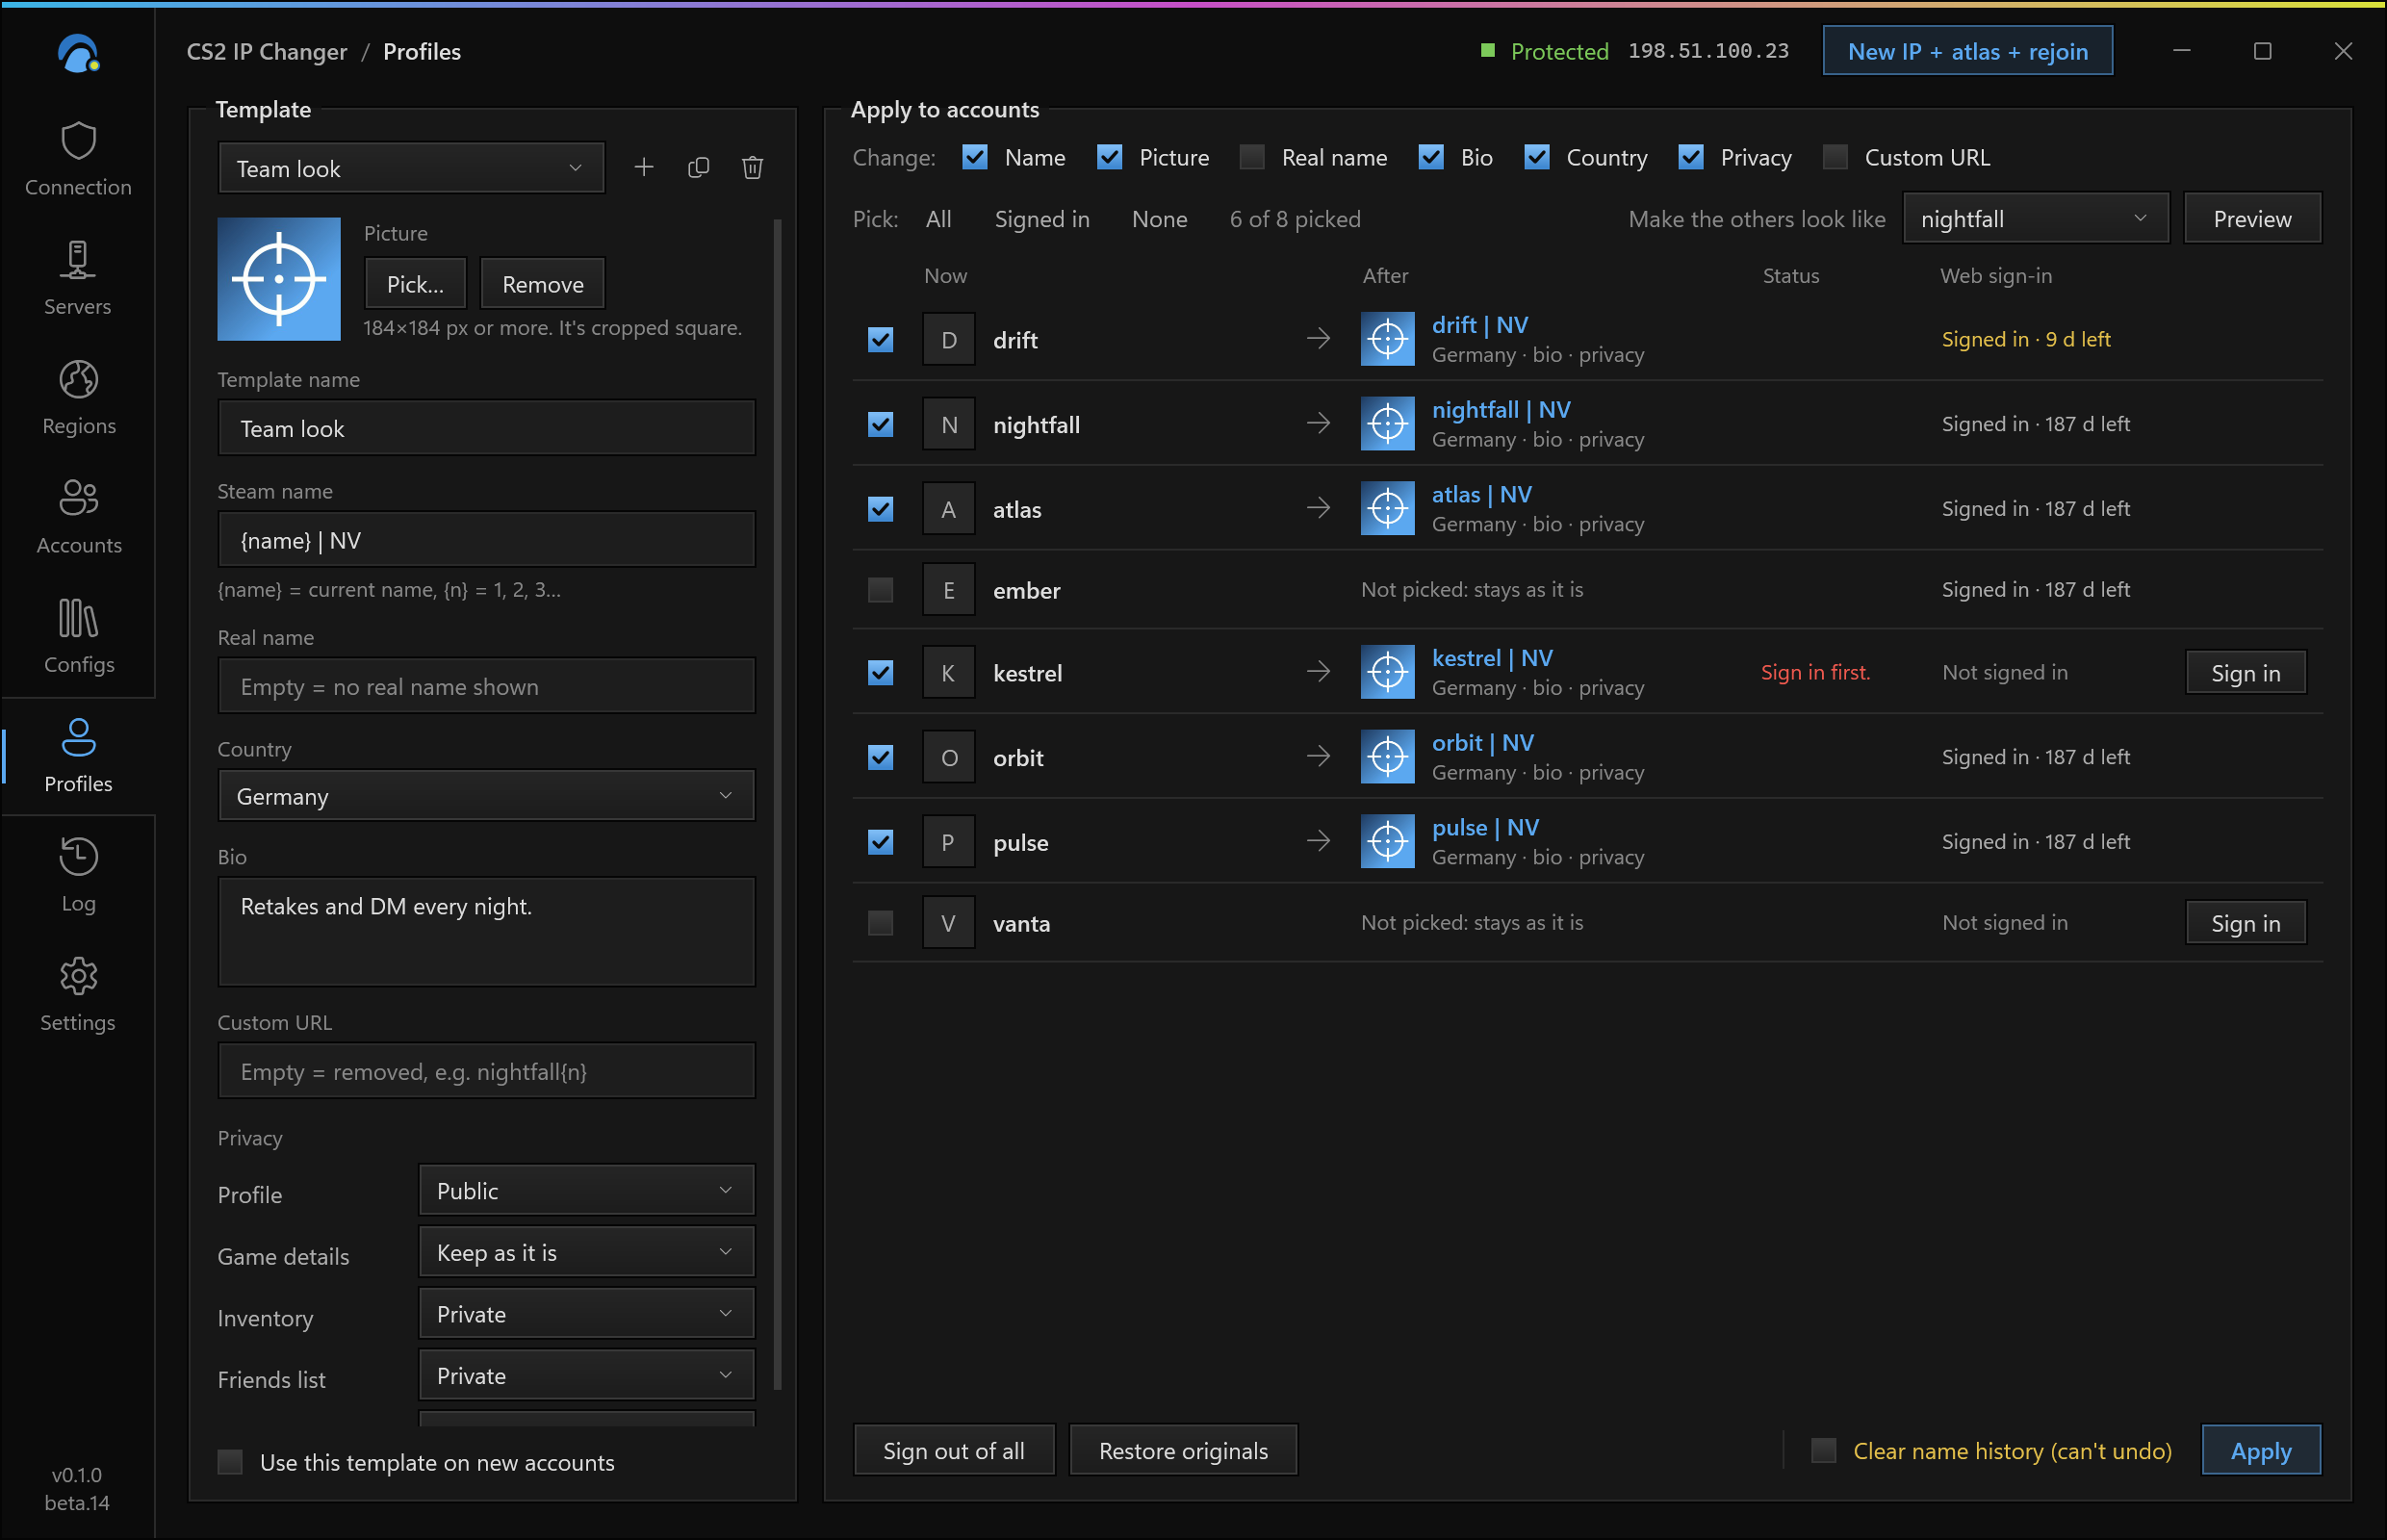 CS2 IP Changer / Profiles
Protected 198.51.100.23
New IP + atlas + rejoin
Connection
Servers
Regions
Accounts
Configs
Profiles
Log
Settings
v0.1.0
beta.14
Template
Team look
Picture
Pick...
Remove
184×184 px or more. It's cropped square.
Template name
Team look
Steam name
{name} | NV
{name} = current name, {n} = 1, 2, 3...
Real name
Empty = no real name shown
Country
Germany
Bio
Retakes and DM every night.
Custom URL
Empty = removed, e.g. nightfall{n}
Privacy
Profile Public
Game details Keep as it is
Inventory Private
Friends list Private
Use this template on new accounts
Apply to accounts
Change: Name Picture Real name Bio Country Privacy Custom URL
Pick: All Signed in None 6 of 8 picked
Make the others look like nightfall Preview
Now After Status Web sign-in
D drift
drift | NV
Germany · bio · privacy
Signed in · 9 d left
N nightfall
nightfall | NV
Germany · bio · privacy
Signed in · 187 d left
A atlas
atlas | NV
Germany · bio · privacy
Signed in · 187 d left
E ember
Not picked: stays as it is
Signed in · 187 d left
K kestrel
kestrel | NV
Germany · bio · privacy
Sign in first.
Not signed in
Sign in
O orbit
orbit | NV
Germany · bio · privacy
Signed in · 187 d left
P pulse
pulse | NV
Germany · bio · privacy
Signed in · 187 d left
V vanta
Not picked: stays as it is
Not signed in
Sign in
Sign out of all
Restore originals
Clear name history (can't undo)
Apply